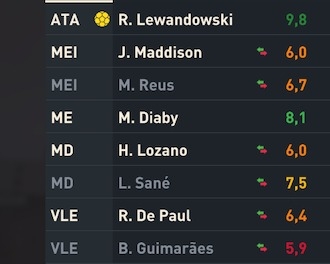 ATA R. Lewandowski 9,8
MEI J. Maddison 6,0
MEI M. Reus 6,7
ME M. Diaby 8,1
MD H. Lozano 6,0
MD L. Sané 7,5
VLE R. De Paul 6,4
VLE B. Guimarães 5,9